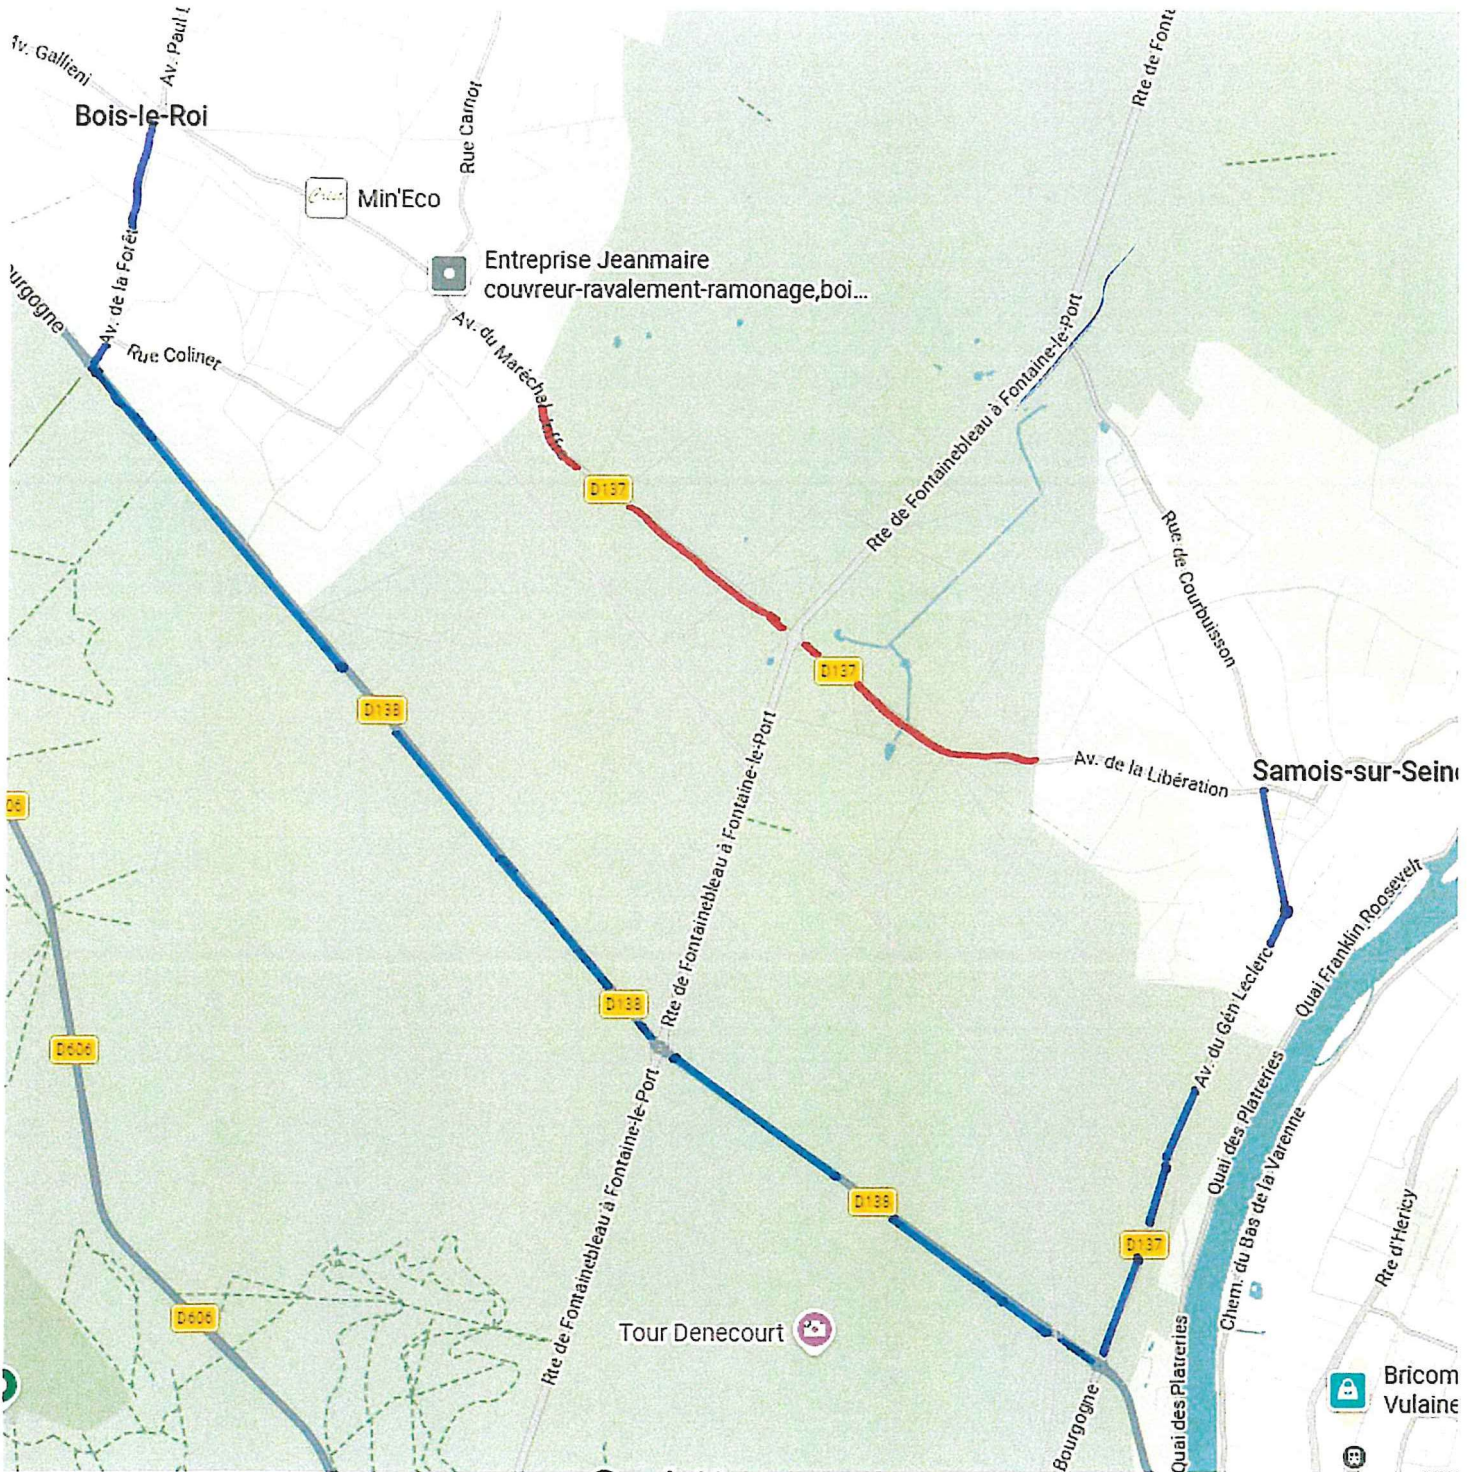 Av. Gallieni
Av. Paul
Bois-le-Roi
Rue Carnot
Rte de
Min'Eco
Entreprise Jeanmaire
couvreur-ravalement-ramonage,boi...
Av. de la Forêt
Rue Colinet
Av. du Maréchal
Rte de Fontainebleau à Fontaine-le-Port
D137
Rue de Courbuisson
D137
D138
Rte de Fontainebleau à Fontaine-le-Port
Av. de la Libération
Samois-sur-Sein
06
Quai Franklin Roosevelt
D138
D606
Av. du Gén Leclerc
Quai des Platreries
Chem. du Bas de la Varenne
Rte de Fontainebleau à Fontaine-le-Port
D138
D137
Rte d'Hericy
D606
Tour Denecourt
Quai des Platreries
Bourgogne
Bricom
Vulaine